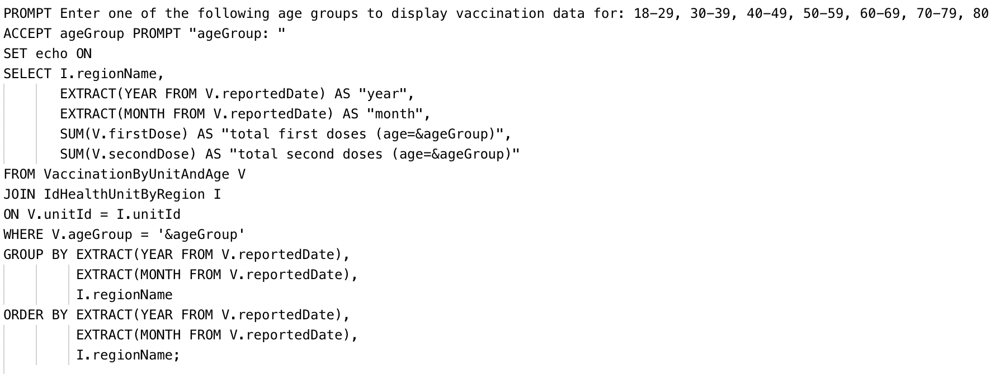 PROMPT Enter one of the following age groups to display vaccination data for: 18-29, 30-39, 40-49, 50-59, 60-69, 70-79, 80
ACCEPT ageGroup PROMPT "ageGroup: "
SET echo ON
SELECT I.regionName,
EXTRACT(YEAR FROM V.reportedDate) AS "year",
EXTRACT(MONTH FROM V.reportedDate) AS "month",
SUM(V.firstDose) AS "total first doses (age=&ageGroup)",
SUM(V.secondDose) AS "total second doses (age=&ageGroup)"
FROM VaccinationByUnitAndAge V
JOIN IdHealthUnitByRegion I
ON V.unitId = I.unitId
WHERE V.ageGroup = '&ageGroup'
GROUP BY EXTRACT(YEAR FROM V.reportedDate),
EXTRACT(MONTH FROM V.reportedDate),
I.regionName
ORDER BY EXTRACT(YEAR FROM V.reportedDate),
EXTRACT(MONTH FROM V.reportedDate),
I.regionName;